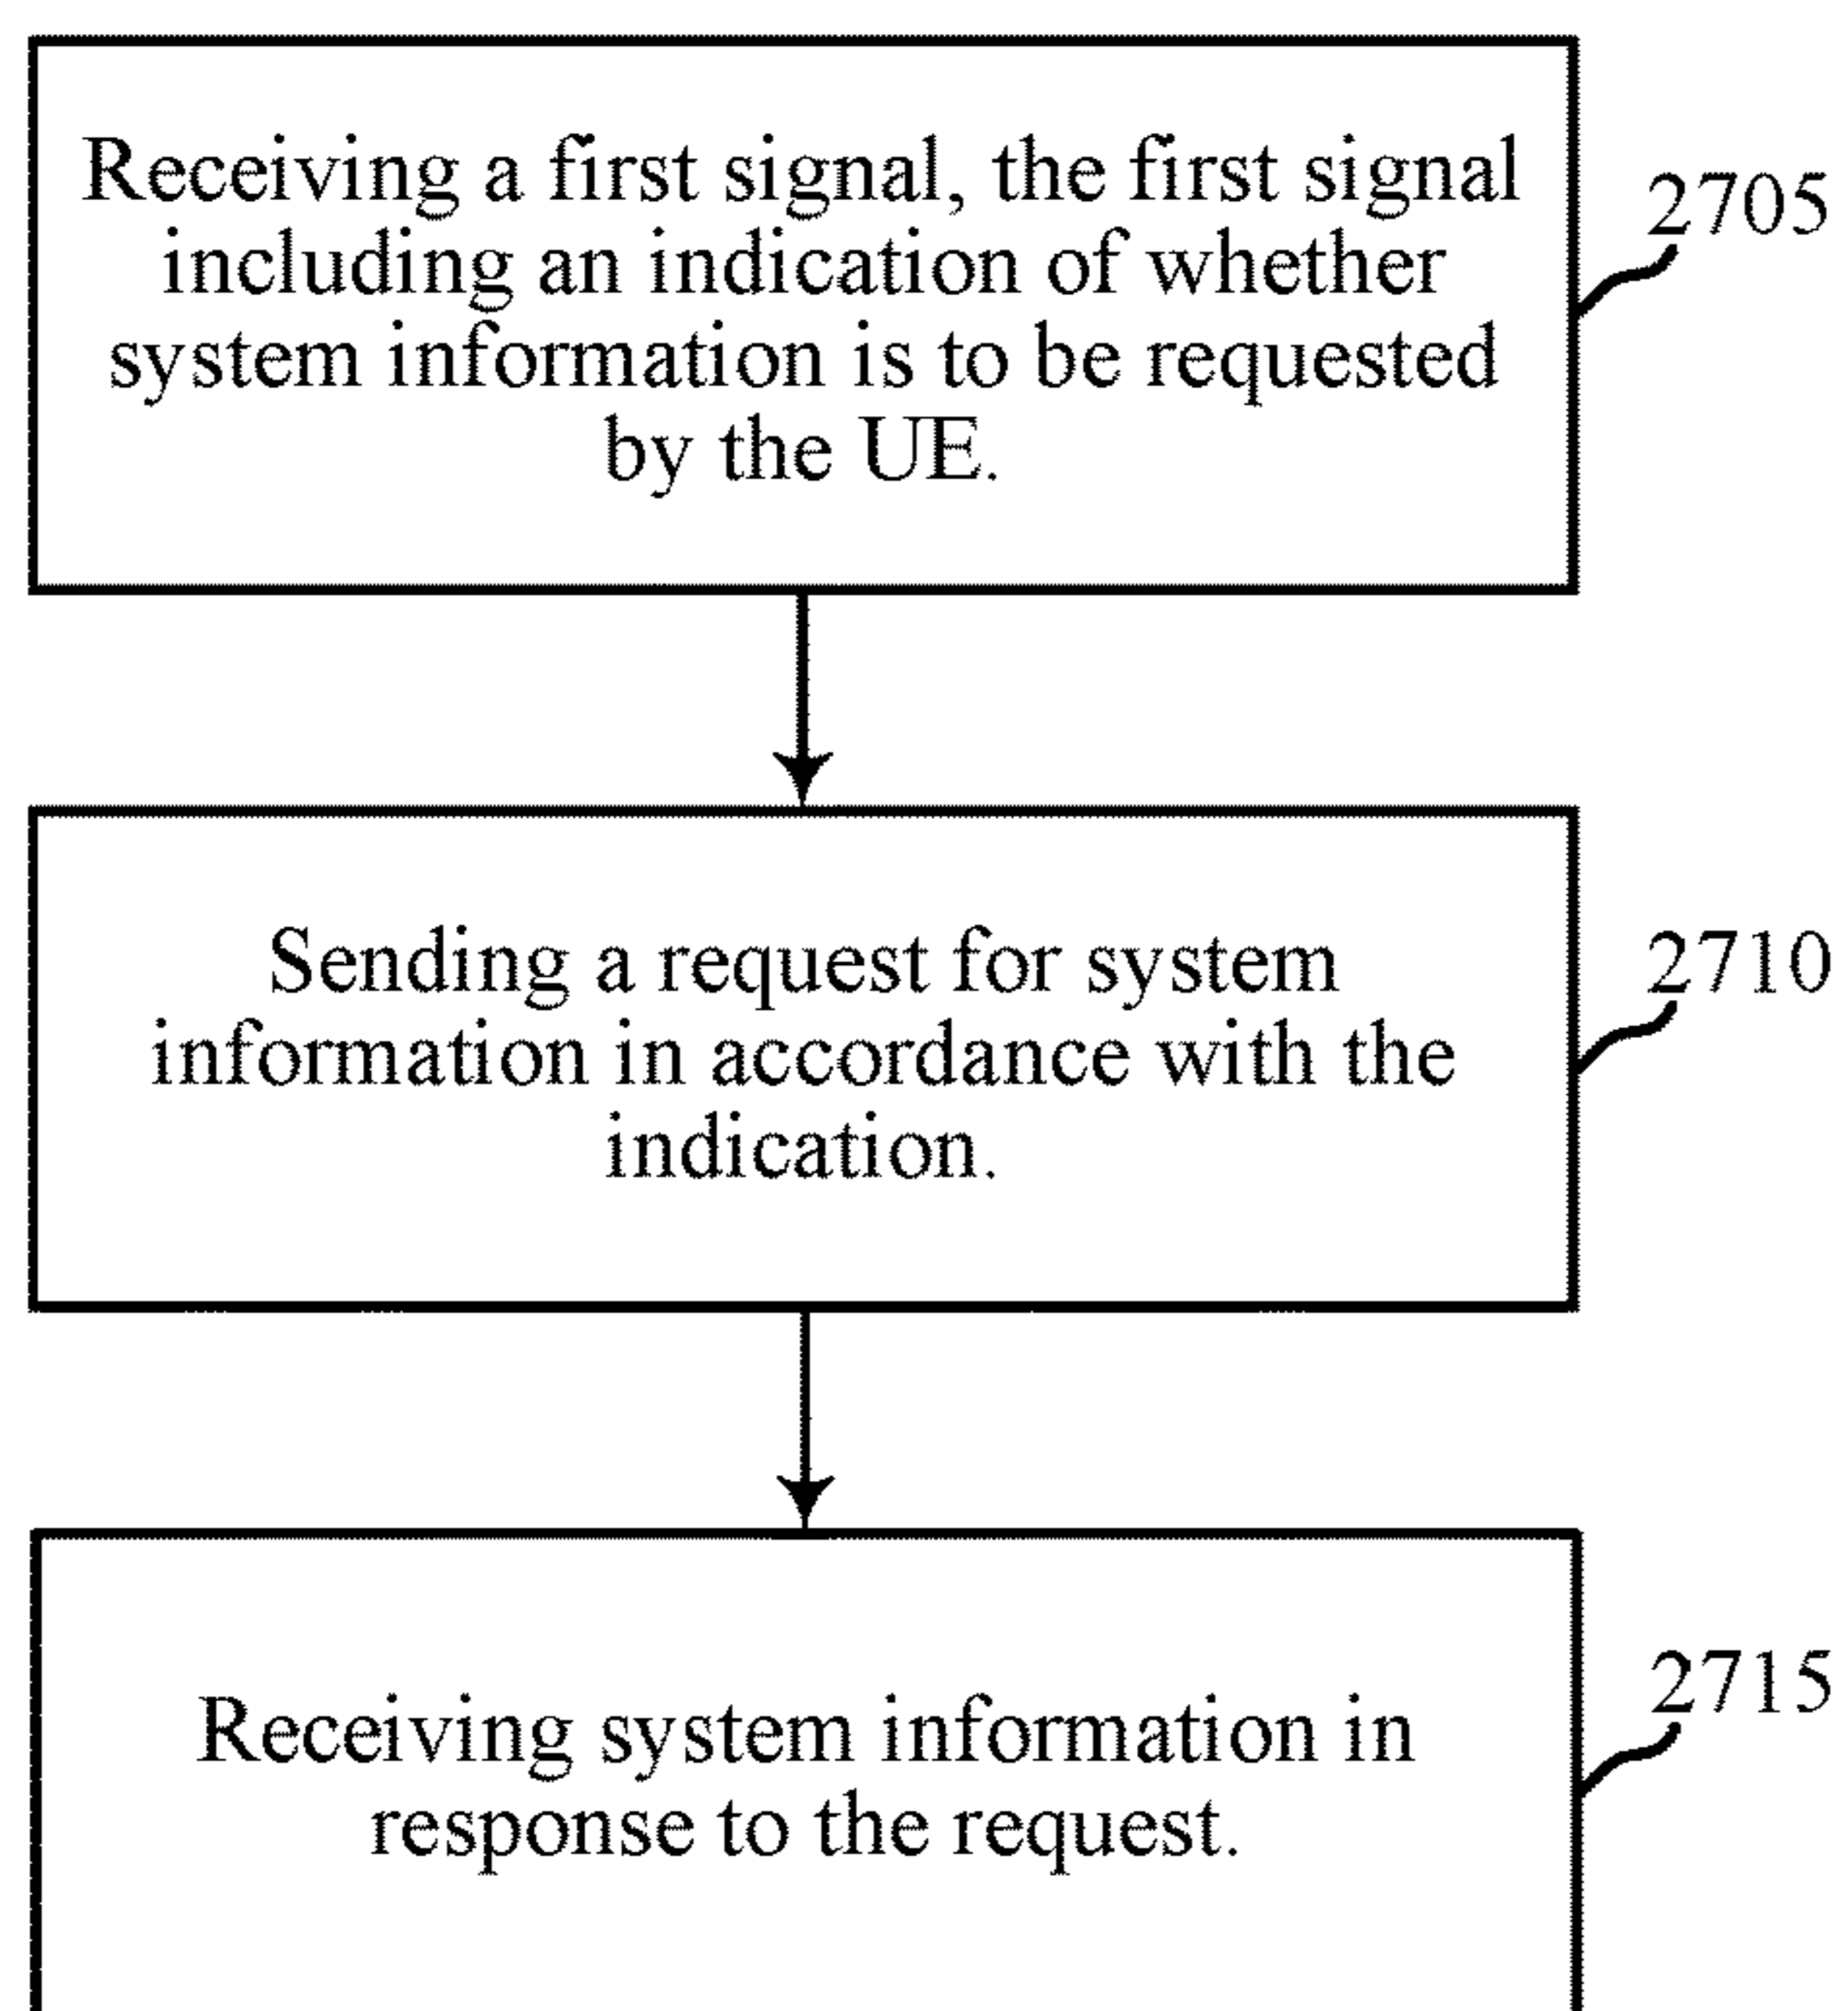 Receiving a first signal, the first signal
including an indication of whether
system information is to be requested
by the UE.
2705
Sending a request for system
information in accordance with the
indication.
2710
Receiving system information in
response to the request.
2715